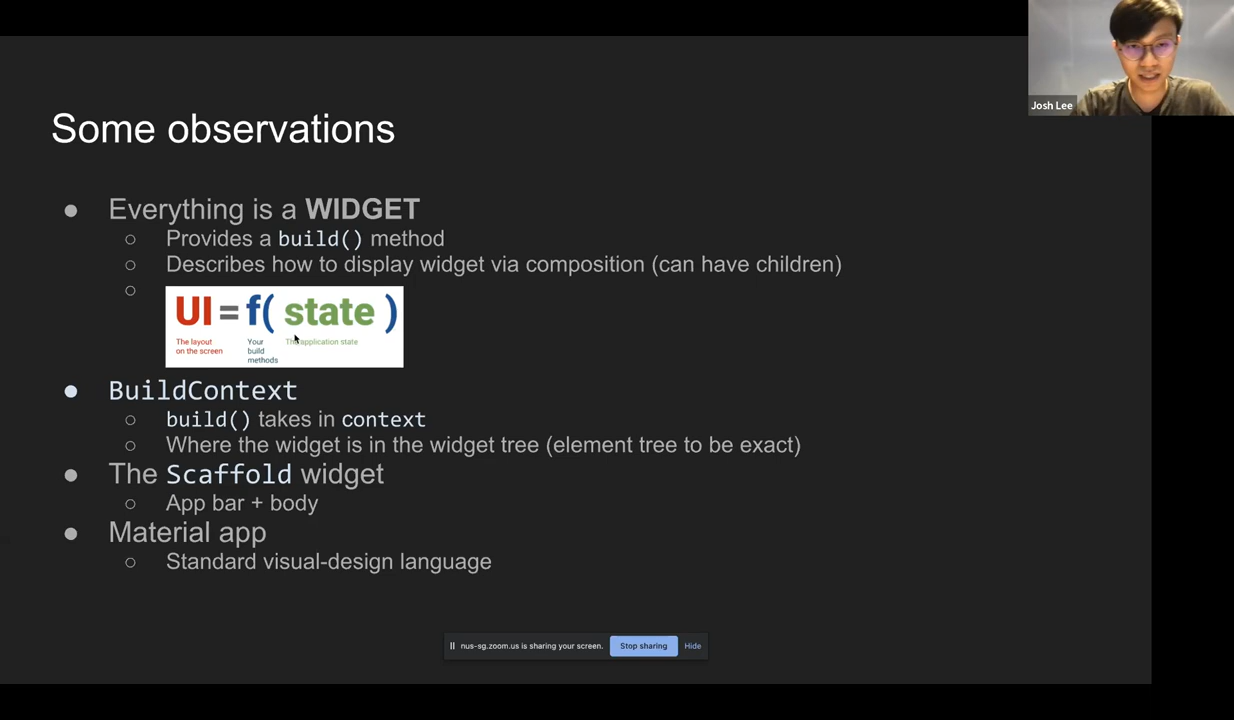 Josh Lee
Some observations
● Everything is a WIDGET
○ Provides a build() method
○ Describes how to display widget via composition (can have children)
○
UI = f( state )
The layout
on the screen
Your
build
methods
The application state
● BuildContext
○ build() takes in context
○ Where the widget is in the widget tree (element tree to be exact)
● The Scaffold widget
○ App bar + body
● Material app
○ Standard visual-design language
nus-sg.zoom.us is sharing your screen. Stop sharing Hide